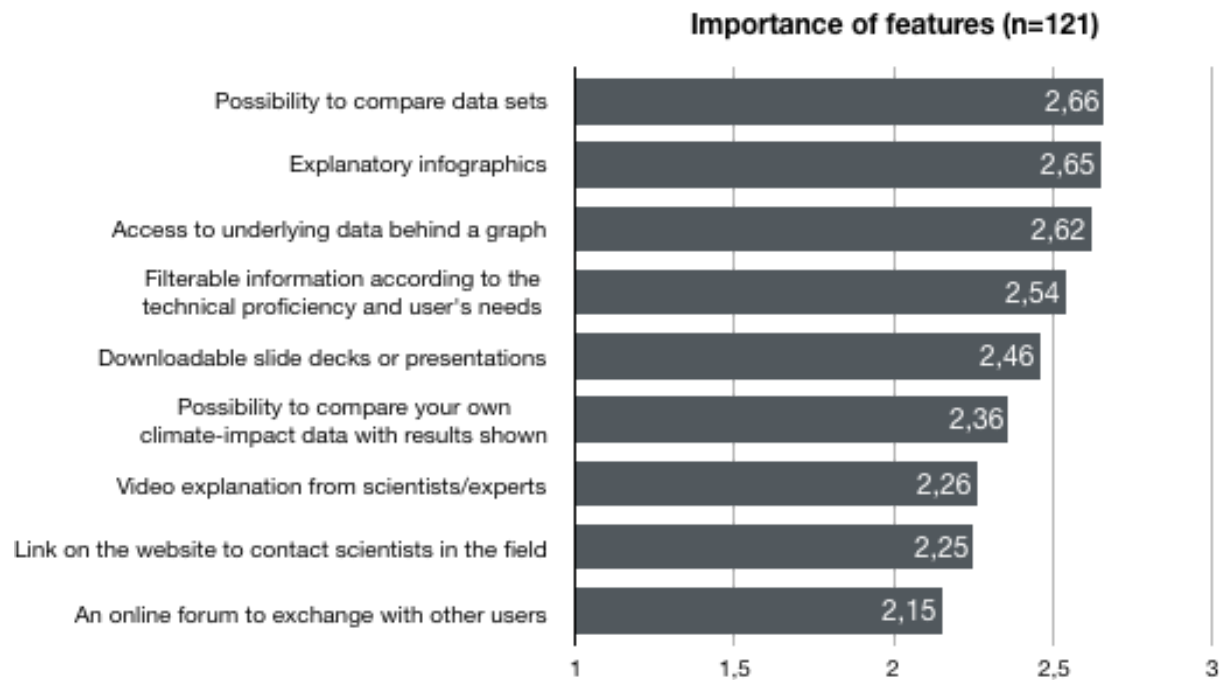 Importance of features (n=121)
Possibility to compare data sets
2,66
Explanatory infographics
2,65
Access to underlying data behind a graph
2,62
Filterable information according to the
technical proficiency and user's needs
2,54
Downloadable slide decks or presentations
2,46
Possibility to compare your own
climate-impact data with results shown
2,36
Video explanation from scientists/experts
2,26
Link on the website to contact scientists in the field
2,25
An online forum to exchange with other users
2,15
1 1,5 2 2,5 3